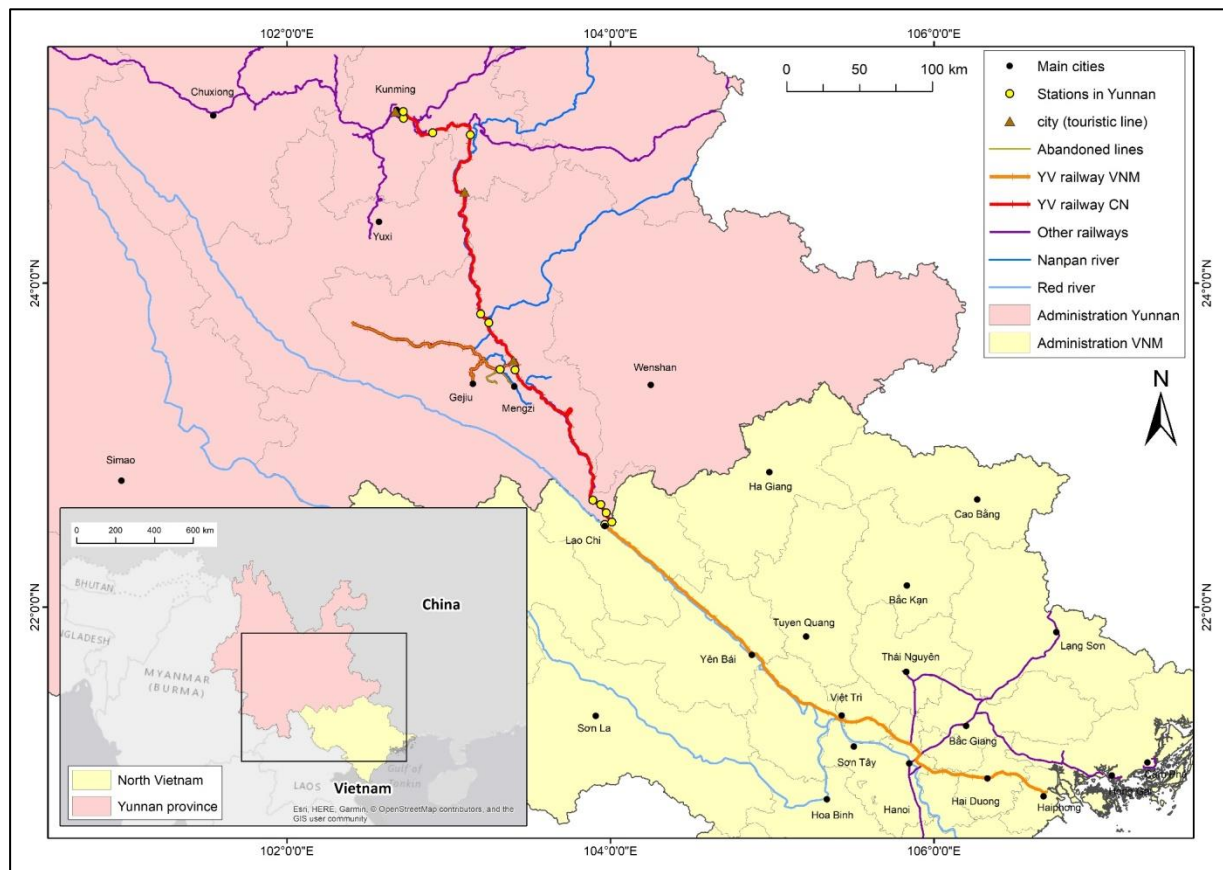 102°0'0"E
104°0'0"E
106°0'0"E
Chuxiong
Kunming
Yuxi
Gejiu
Mengzi
Wenshan
Simao
0 50 100 km
Main cities
Stations in Yunnan
city (touristic line)
Abandoned lines
YV railway VNM
YV railway CN
Other railways
Nanpan river
Red river
Administration Yunnan
Administration VNM
N
24°0'0"N
24°0'0"N
22°0'0"N
22°0'0"N
Ha Giang
Cao Bằng
Lao Chi
Bắc Kạn
Tuyen Quang
Yên Bái
Thái Nguyên
Lạng Sơn
Việt Trì
Sơn La
Sơn Tây
Bắc Giang
Hoa Binh
Hanoi
Hai Duong
Haiphong
0 200 400 600 km
BHUTAN
NGLADESH
MYANMAR
(BURMA)
China
LAOS
Vietnam
Gulf of
Tonkin
North Vietnam
Yunnan province
Esri, HERE, Garmin, © OpenStreetMap contributors, and the
GIS user community
102°0'0"E
104°0'0"E
106°0'0"E